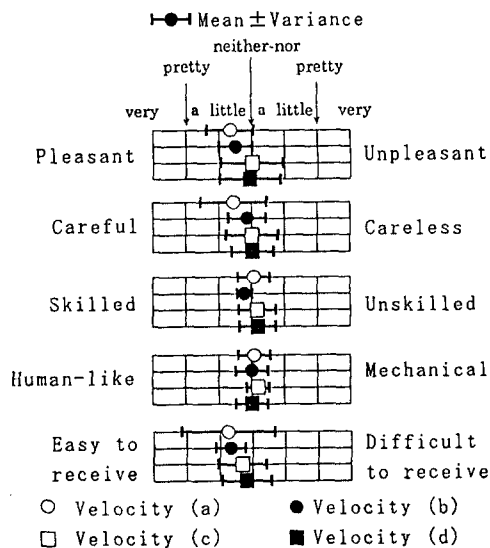 Mean ± Variance
neither-nor
pretty pretty
very a little a little very
Pleasant Unpleasant
Careful Careless
Skilled Unskilled
Human-like Mechanical
Easy to receive Difficult to receive
Velocity (a) Velocity (b)
Velocity (c) Velocity (d)